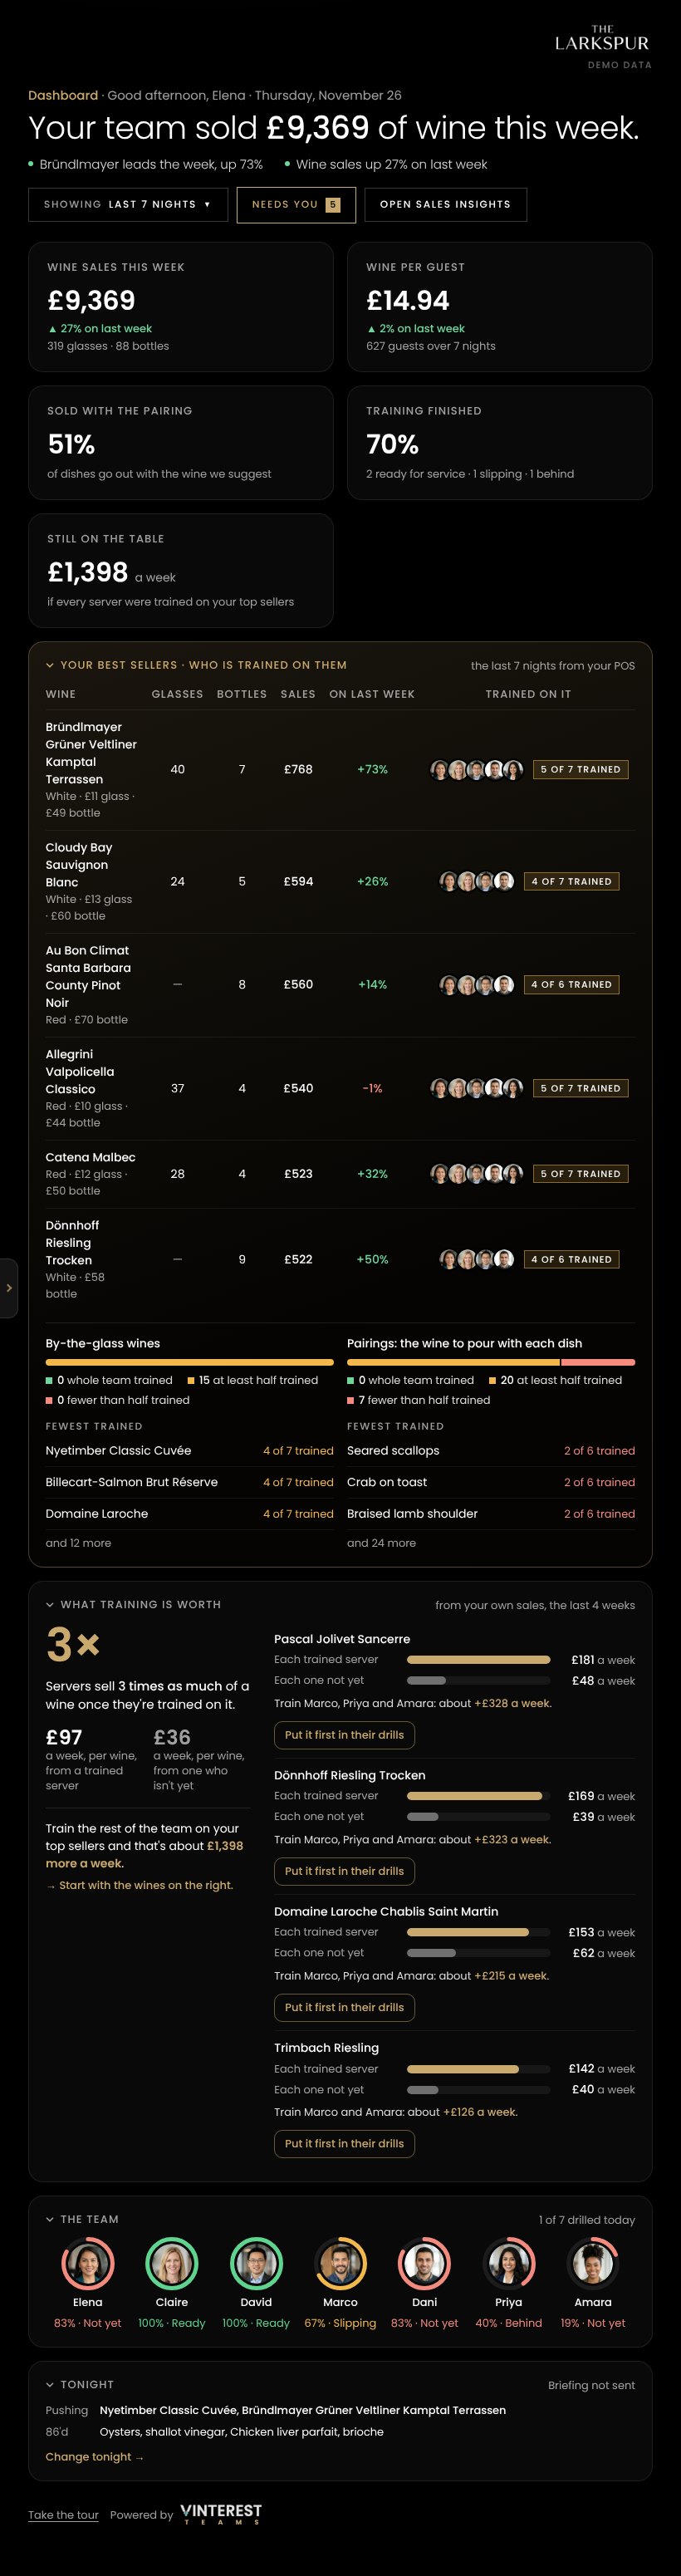 THE
LARKSPUR
DEMO DATA
Dashboard · Good afternoon, Elena · Thursday, November 26
Your team sold £9,369 of wine this week.
Bründlmayer leads the week, up 73% Wine sales up 27% on last week
SHOWING LAST 7 NIGHTS ▼ NEEDS YOU 5 OPEN SALES INSIGHTS
WINE SALES THIS WEEK
£9,369
▲ 27% on last week
319 glasses · 88 bottles
WINE PER GUEST
£14.94
▲ 2% on last week
627 guests over 7 nights
SOLD WITH THE PAIRING
51%
of dishes go out with the wine we suggest
TRAINING FINISHED
70%
2 ready for service · 1 slipping · 1 behind
STILL ON THE TABLE
£1,398 a week
if every server were trained on your top sellers
YOUR BEST SELLERS · WHO IS TRAINED ON THEM the last 7 nights from your POS
WINE GLASSES BOTTLES SALES ON LAST WEEK TRAINED ON IT
Bründlmayer
Grüner Veltliner
Kamptal
Terrassen
White · £11 glass ·
£49 bottle
40 7 £768 +73% 5 OF 7 TRAINED
Cloudy Bay
Sauvignon
Blanc
White · £13 glass
· £60 bottle
24 5 £594 +26% 4 OF 7 TRAINED
Au Bon Climat
Santa Barbara
County Pinot
Noir
Red · £70 bottle
— 8 £560 +14% 4 OF 6 TRAINED
Allegrini
Valpolicella
Classico
Red · £10 glass ·
£44 bottle
37 4 £540 -1% 5 OF 7 TRAINED
Catena Malbec
Red · £12 glass ·
£50 bottle
28 4 £523 +32% 5 OF 7 TRAINED
Dönnhoff
Riesling
Trocken
White · £58
bottle
— 9 £522 +50% 4 OF 6 TRAINED
By-the-glass wines
0 whole team trained 15 at least half trained
0 fewer than half trained
FEWEST TRAINED
Nyetimber Classic Cuvée 4 of 7 trained
Billecart-Salmon Brut Réserve 4 of 7 trained
Domaine Laroche 4 of 7 trained
and 12 more
Pairings: the wine to pour with each dish
0 whole team trained 20 at least half trained
7 fewer than half trained
FEWEST TRAINED
Seared scallops 2 of 6 trained
Crab on toast 2 of 6 trained
Braised lamb shoulder 2 of 6 trained
and 24 more
WHAT TRAINING IS WORTH from your own sales, the last 4 weeks
3×
Servers sell 3 times as much of a
wine once they're trained on it.
£97
a week, per wine,
from a trained
server
£36
a week, per wine,
from one who
isn't yet
Train the rest of the team on your
top sellers and that's about £1,398
more a week.
→ Start with the wines on the right.
Pascal Jolivet Sancerre
Each trained server £181 a week
Each one not yet £48 a week
Train Marco, Priya and Amara: about +£328 a week.
Put it first in their drills
Dönnhoff Riesling Trocken
Each trained server £169 a week
Each one not yet £39 a week
Train Marco, Priya and Amara: about +£323 a week.
Put it first in their drills
Domaine Laroche Chablis Saint Martin
Each trained server £153 a week
Each one not yet £62 a week
Train Marco, Priya and Amara: about +£215 a week.
Put it first in their drills
Trimbach Riesling
Each trained server £142 a week
Each one not yet £40 a week
Train Marco and Amara: about +£126 a week.
Put it first in their drills
THE TEAM 1 of 7 drilled today
Elena Claire David Marco Dani Priya Amara
83% · Not yet 100% · Ready 100% · Ready 67% · Slipping 83% · Not yet 40% · Behind 19% · Not yet
TONIGHT Briefing not sent
Pushing Nyetimber Classic Cuvée, Bründlmayer Grüner Veltliner Kamptal Terrassen
86'd Oysters, shallot vinegar, Chicken liver parfait, brioche
Change tonight →
Take the tour Powered by VINTEREST
TEAMS